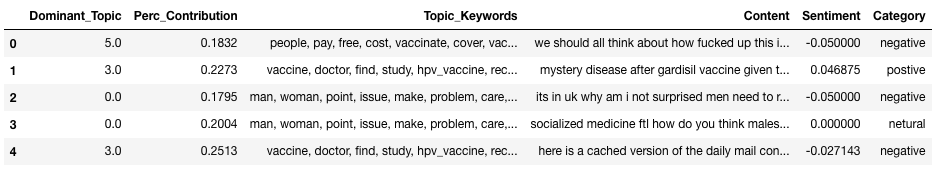 Dominant_Topic Perc_Contribution Topic_Keywords Content Sentiment Category
0 5.0 0.1832 people, pay, free, cost, vaccinate, cover, vac... we should all think about how fucked up this i... -0.050000 negative
1 3.0 0.2273 vaccine, doctor, find, study, hpv_vaccine, rec... mystery disease after gardisil vaccine given t... 0.046875 postive
2 0.0 0.1795 man, woman, point, issue, make, problem, care,... its in uk why am i not surprised men need to r... -0.050000 negative
3 0.0 0.2004 man, woman, point, issue, make, problem, care,... socialized medicine ftl how do you think males... 0.000000 netural
4 3.0 0.2513 vaccine, doctor, find, study, hpv_vaccine, rec... here is a cached version of the daily mail con... -0.027143 negative